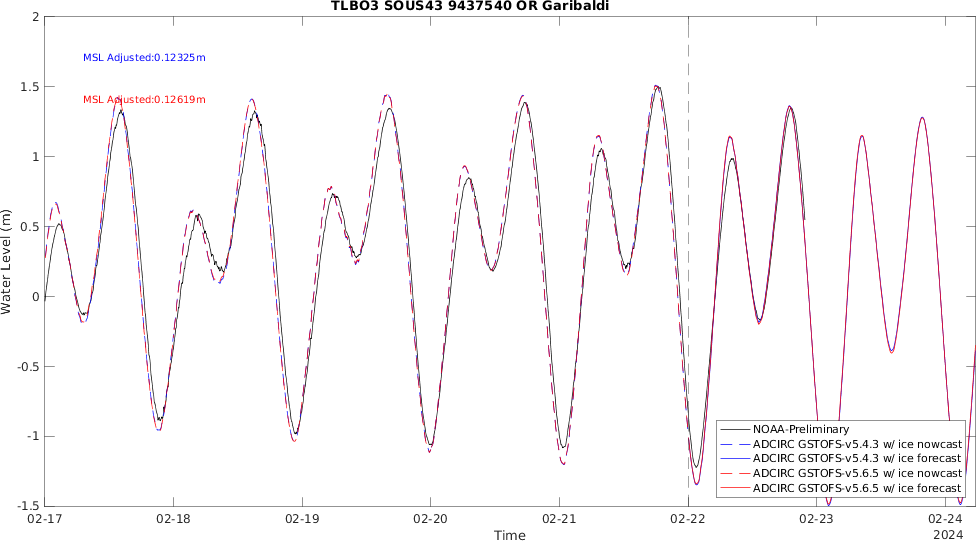 TLBO3 SOUS43 9437540 OR Garibaldi
2
1.5
1
0.5
0
-0.5
-1
-1.5
Water Level (m)
MSL Adjusted:0.12325m
MSL Adjusted:0.12619m
NOAA-Preliminary
ADCIRC GSTOFS-v5.4.3 w/ ice nowcast
ADCIRC GSTOFS-v5.4.3 w/ ice forecast
ADCIRC GSTOFS-v5.6.5 w/ ice nowcast
ADCIRC GSTOFS-v5.6.5 w/ ice forecast
02-17 02-18 02-19 02-20 02-21 02-22 02-23 02-24
2024
Time